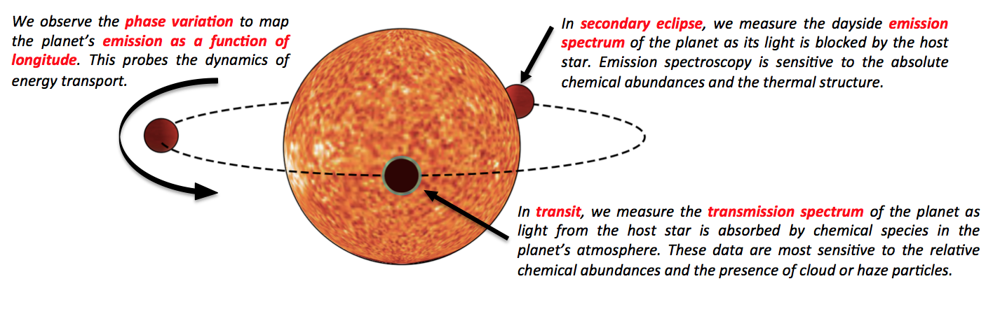 We observe the phase variation to map
the planet’s emission as a function of
longitude. This probes the dynamics of
energy transport.
In secondary eclipse, we measure the dayside emission
spectrum of the planet as its light is blocked by the host
star. Emission spectroscopy is sensitive to the absolute
chemical abundances and the thermal structure.
In transit, we measure the transmission spectrum of the planet as
light from the host star is absorbed by chemical species in the
planet’s atmosphere. These data are most sensitive to the relative
chemical abundances and the presence of cloud or haze particles.